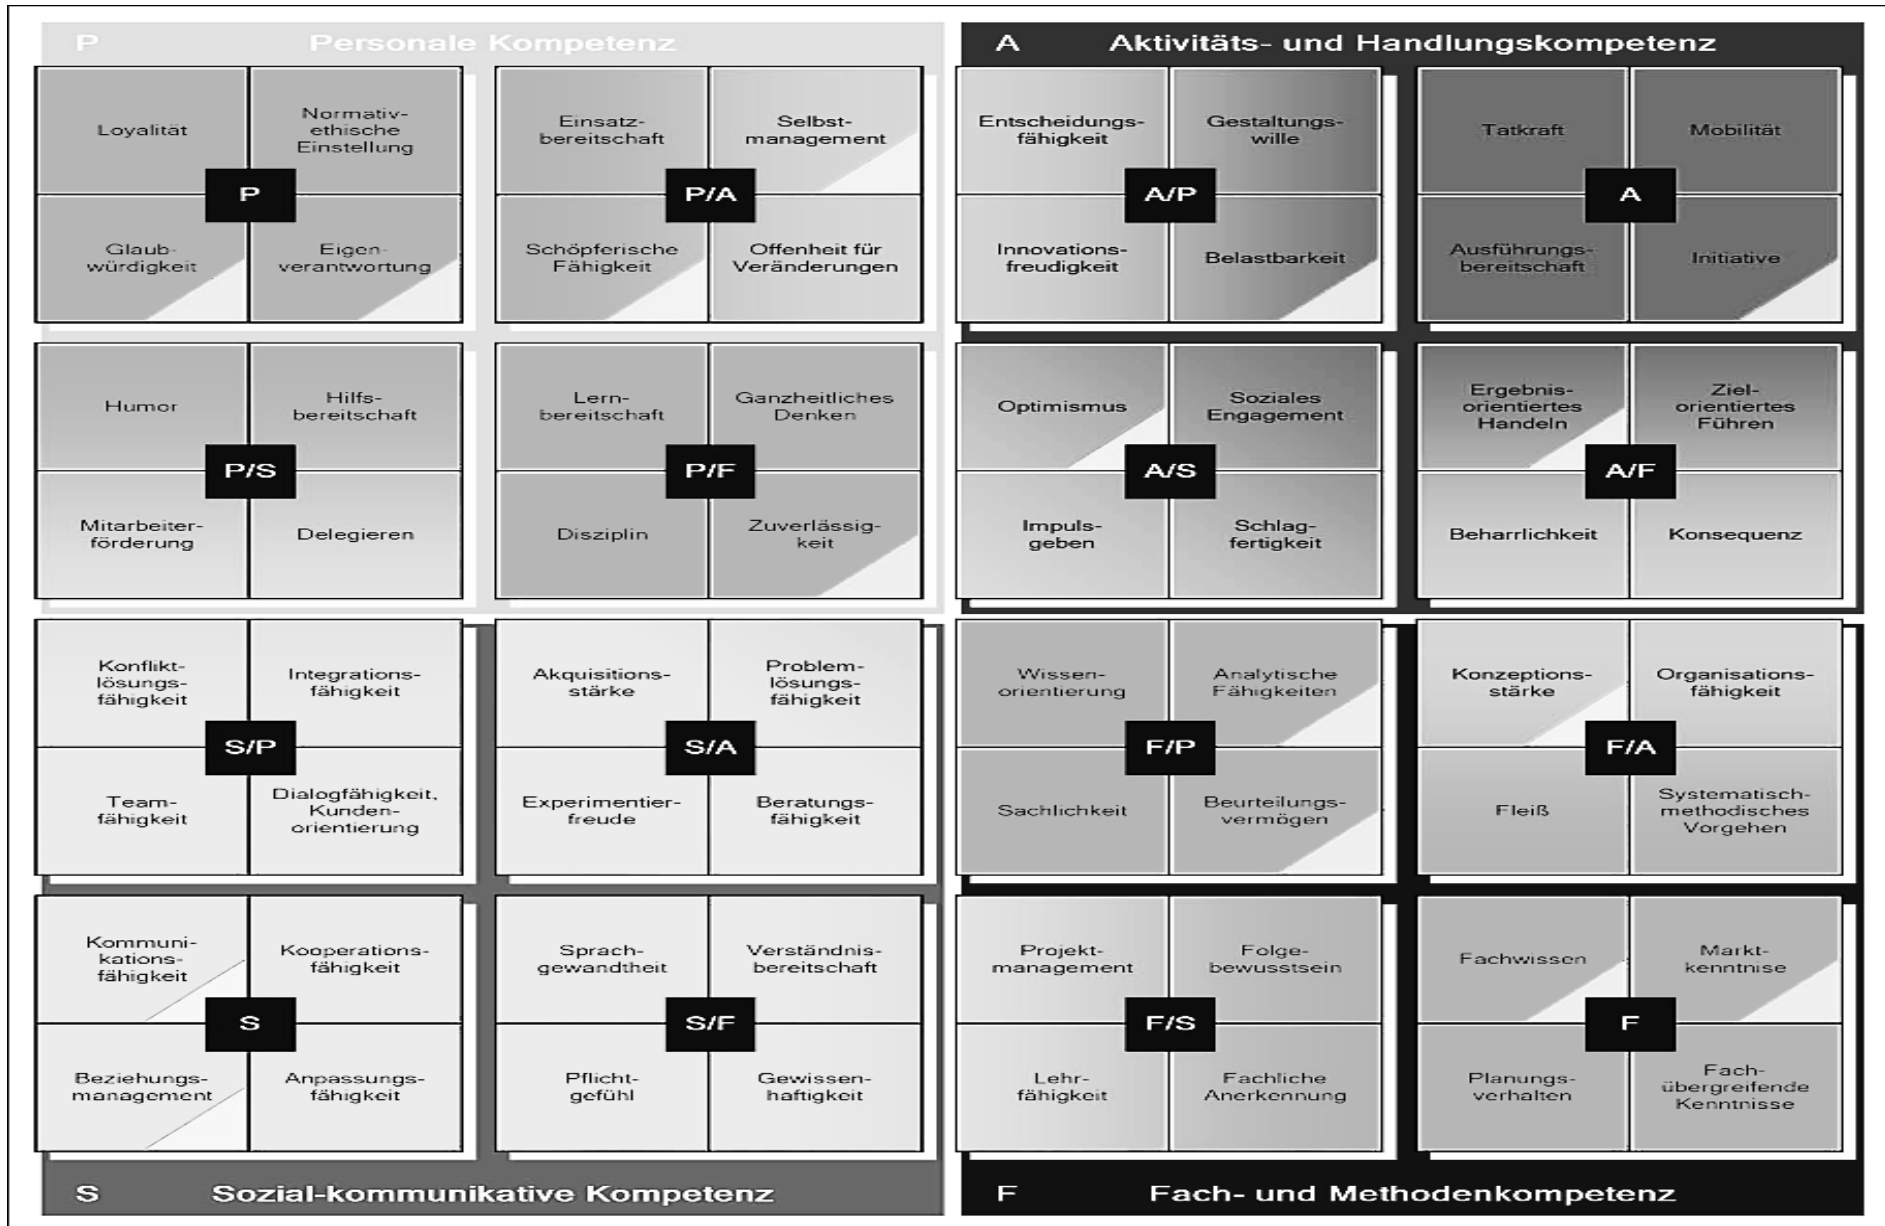 P Personale Kompetenz
A Aktivitäts- und Handlungskompetenz
Loyalität
Normativ-
ethische
Einstellung
P
Glaub-
würdigkeit
Eigen-
verantwortung
Einsatz-
bereitschaft
Selbst-
management
P/A
Schöpferische
Fähigkeit
Offenheit für
Veränderungen
Entscheidungs-
fähigkeit
Gestaltungs-
wille
A/P
Innovations-
freudigkeit
Belastbarkeit
Tatkraft
Mobilität
A
Ausführungs-
bereitschaft
Initiative
Humor
Hilfs-
bereitschaft
P/S
Mitarbeiter-
förderung
Delegieren
Lern-
bereitschaft
Ganzheitliches
Denken
P/F
Disziplin
Zuverlässig-
keit
Optimismus
Soziales
Engagement
A/S
Impuls-
geben
Schlag-
fertigkeit
Ergebnis-
orientiertes
Handeln
Ziel-
orientiertes
Führen
A/F
Beharrlichkeit
Konsequenz
Konflikt-
lösungs-
fähigkeit
Integrations-
fähigkeit
S/P
Team-
fähigkeit
Dialogfähigkeit,
Kunden-
orientierung
Akquisitions-
stärke
Problem-
lösungs-
fähigkeit
S/A
Experimentier-
freude
Beratungs-
fähigkeit
Wissen-
orientierung
Analytische
Fähigkeiten
F/P
Sachlichkeit
Beurteilungs-
vermögen
Konzeptions-
stärke
Organisations-
fähigkeit
F/A
Fleiß
Systematisch-
methodisches
Vorgehen
Kommuni-
kations-
fähigkeit
Kooperations-
fähigkeit
S
Beziehungs-
management
Anpassungs-
fähigkeit
Sprach-
gewandtheit
Verständnis-
bereitschaft
S/F
Pflicht-
gefühl
Gewissen-
haftigkeit
Projekt-
management
Folge-
bewusstsein
F/S
Lehr-
fähigkeit
Fachliche
Anerkennung
Fachwissen
Markt-
kenntnise
F
Planungs-
verhalten
Fach-
übergreifende
Kenntnisse
S Sozial-kommunikative Kompetenz
F Fach- und Methodenkompetenz